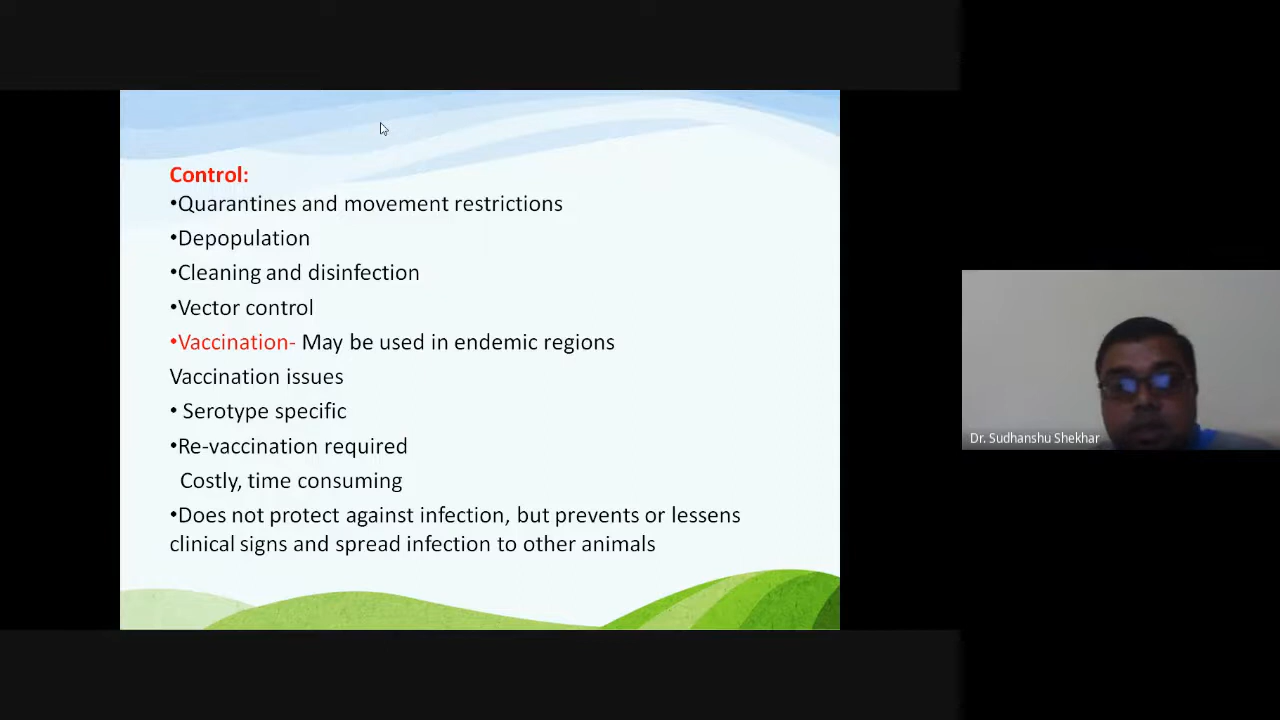 Control:
•Quarantines and movement restrictions
•Depopulation
•Cleaning and disinfection
•Vector control
•Vaccination- May be used in endemic regions
Vaccination issues
• Serotype specific
•Re-vaccination required
Costly, time consuming
•Does not protect against infection, but prevents or lessens
clinical signs and spread infection to other animals
Dr. Sudhanshu Shekhar